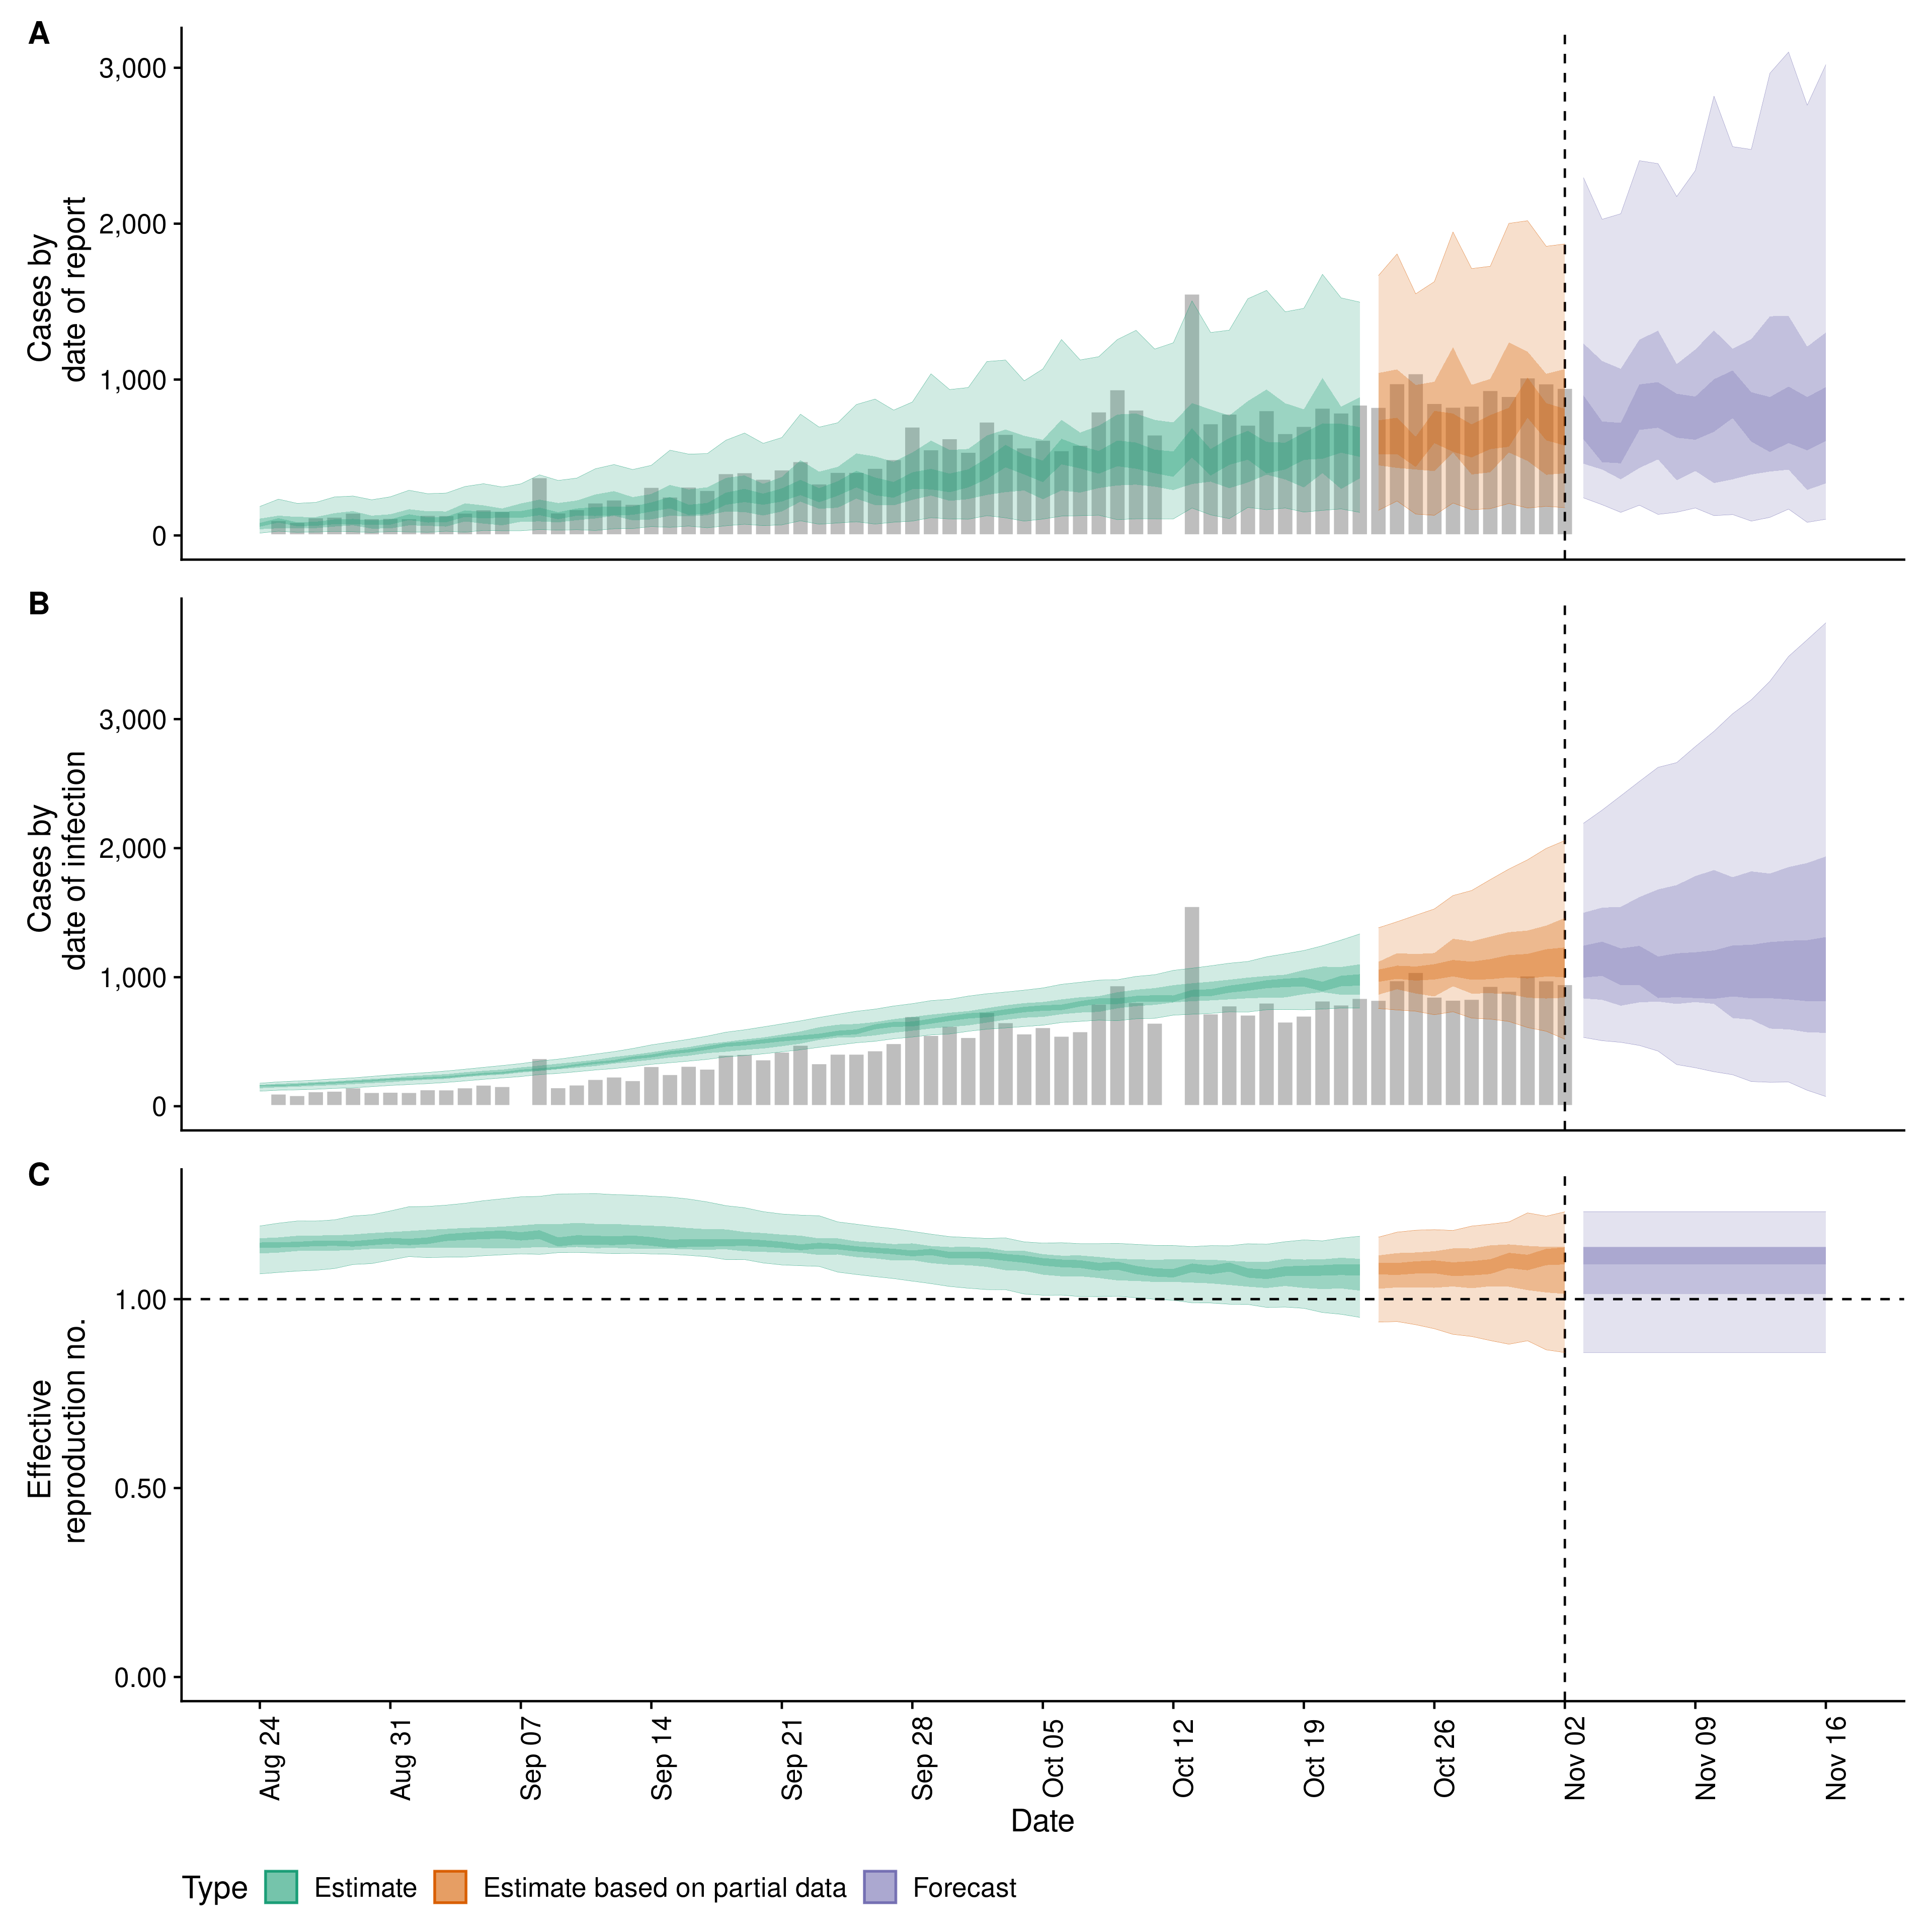 A
3,000
2,000
1,000
0
Cases by
date of report
B
3,000
2,000
1,000
0
Cases by
date of infection
C
1.00
0.50
0.00
Effective
reproduction no.
Aug 24
Aug 31
Sep 07
Sep 14
Sep 21
Sep 28
Oct 05
Oct 12
Oct 19
Oct 26
Nov 02
Nov 09
Nov 16
Date
Type Estimate Estimate based on partial data Forecast